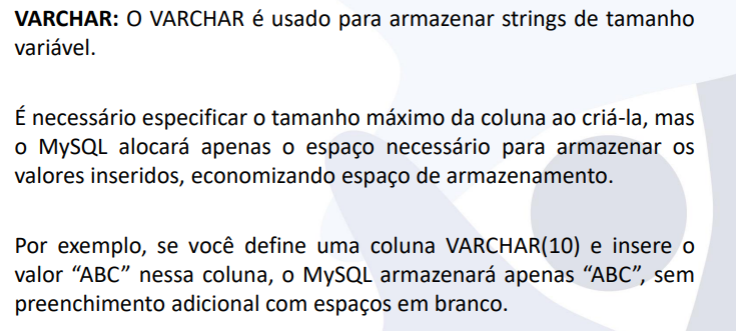 VARCHAR: O VARCHAR é usado para armazenar strings de tamanho
variável.
É necessário especificar o tamanho máximo da coluna ao criá-la, mas
o MySQL alocará apenas o espaço necessário para armazenar os
valores inseridos, economizando espaço de armazenamento.
Por exemplo, se você define uma coluna VARCHAR(10) e insere o
valor “ABC” nessa coluna, o MySQL armazenará apenas “ABC”, sem
preenchimento adicional com espaços em branco.